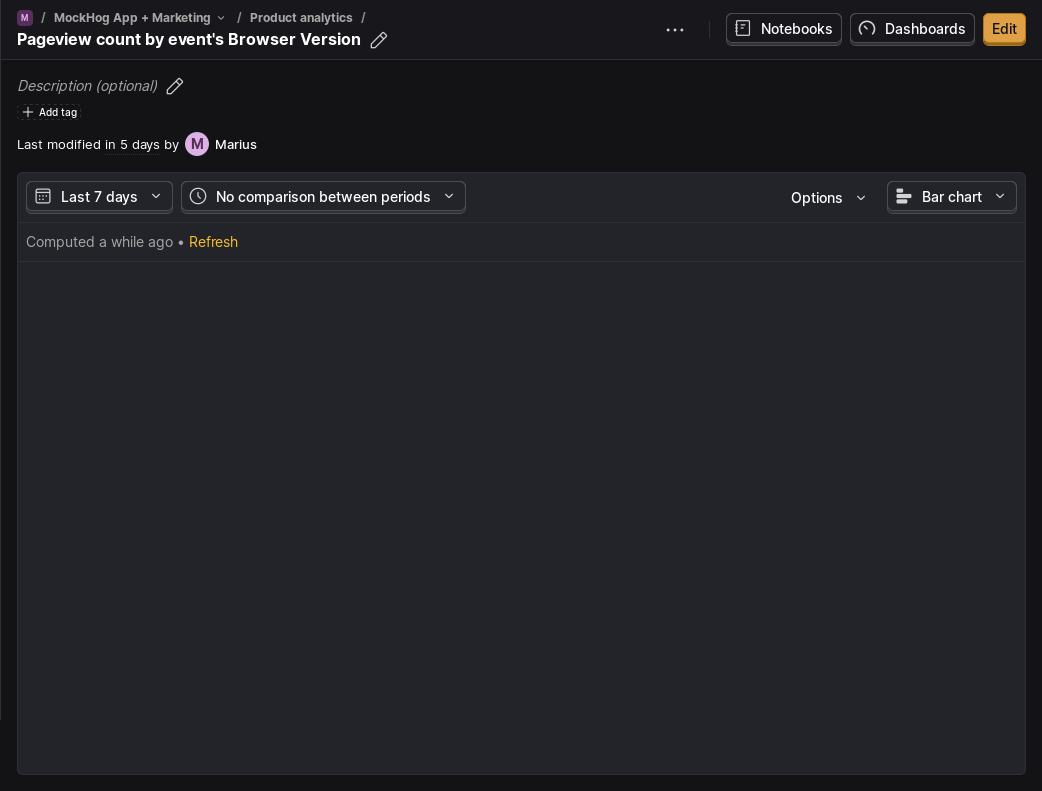 M / MockHog App + Marketing / Product analytics /
Pageview count by event's Browser Version
Notebooks
Dashboards
Edit
Description (optional)
Add tag
Last modified in 5 days by M Marius
Last 7 days
No comparison between periods
Options
Bar chart
Computed a while ago • Refresh